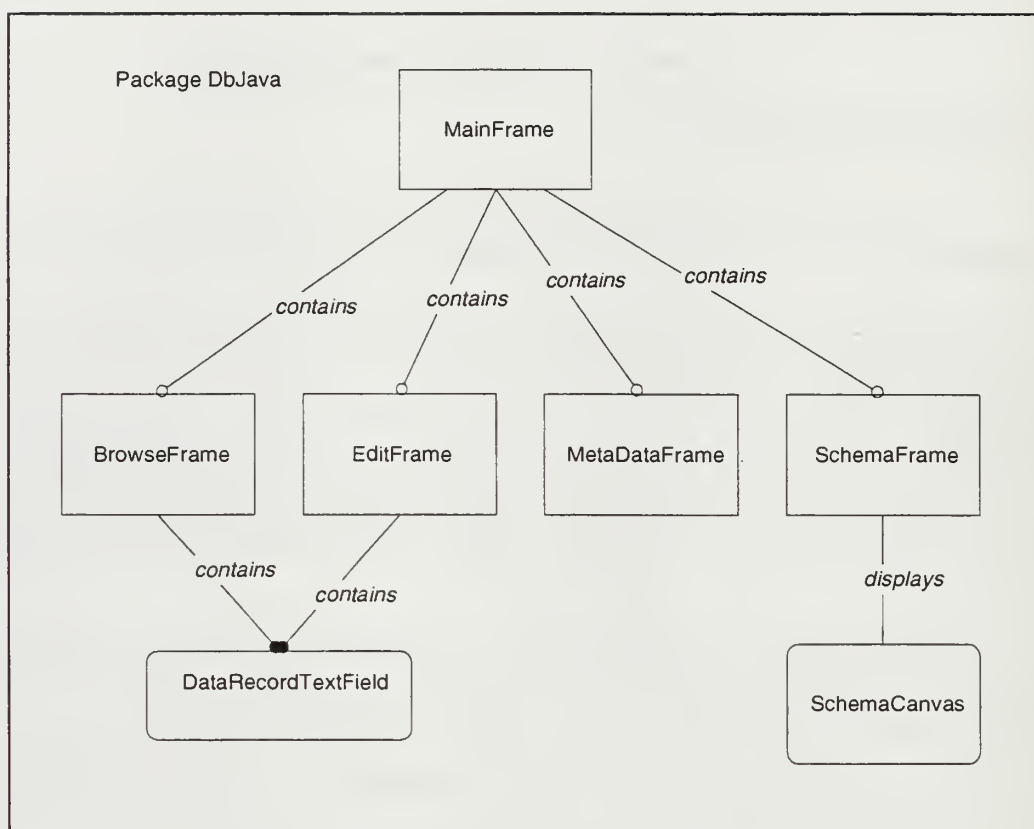 Package DbJava
MainFrame
contains
contains
contains
contains
BrowseFrame
EditFrame
MetaDataFrame
SchemaFrame
contains
contains
displays
DataRecordTextField
SchemaCanvas